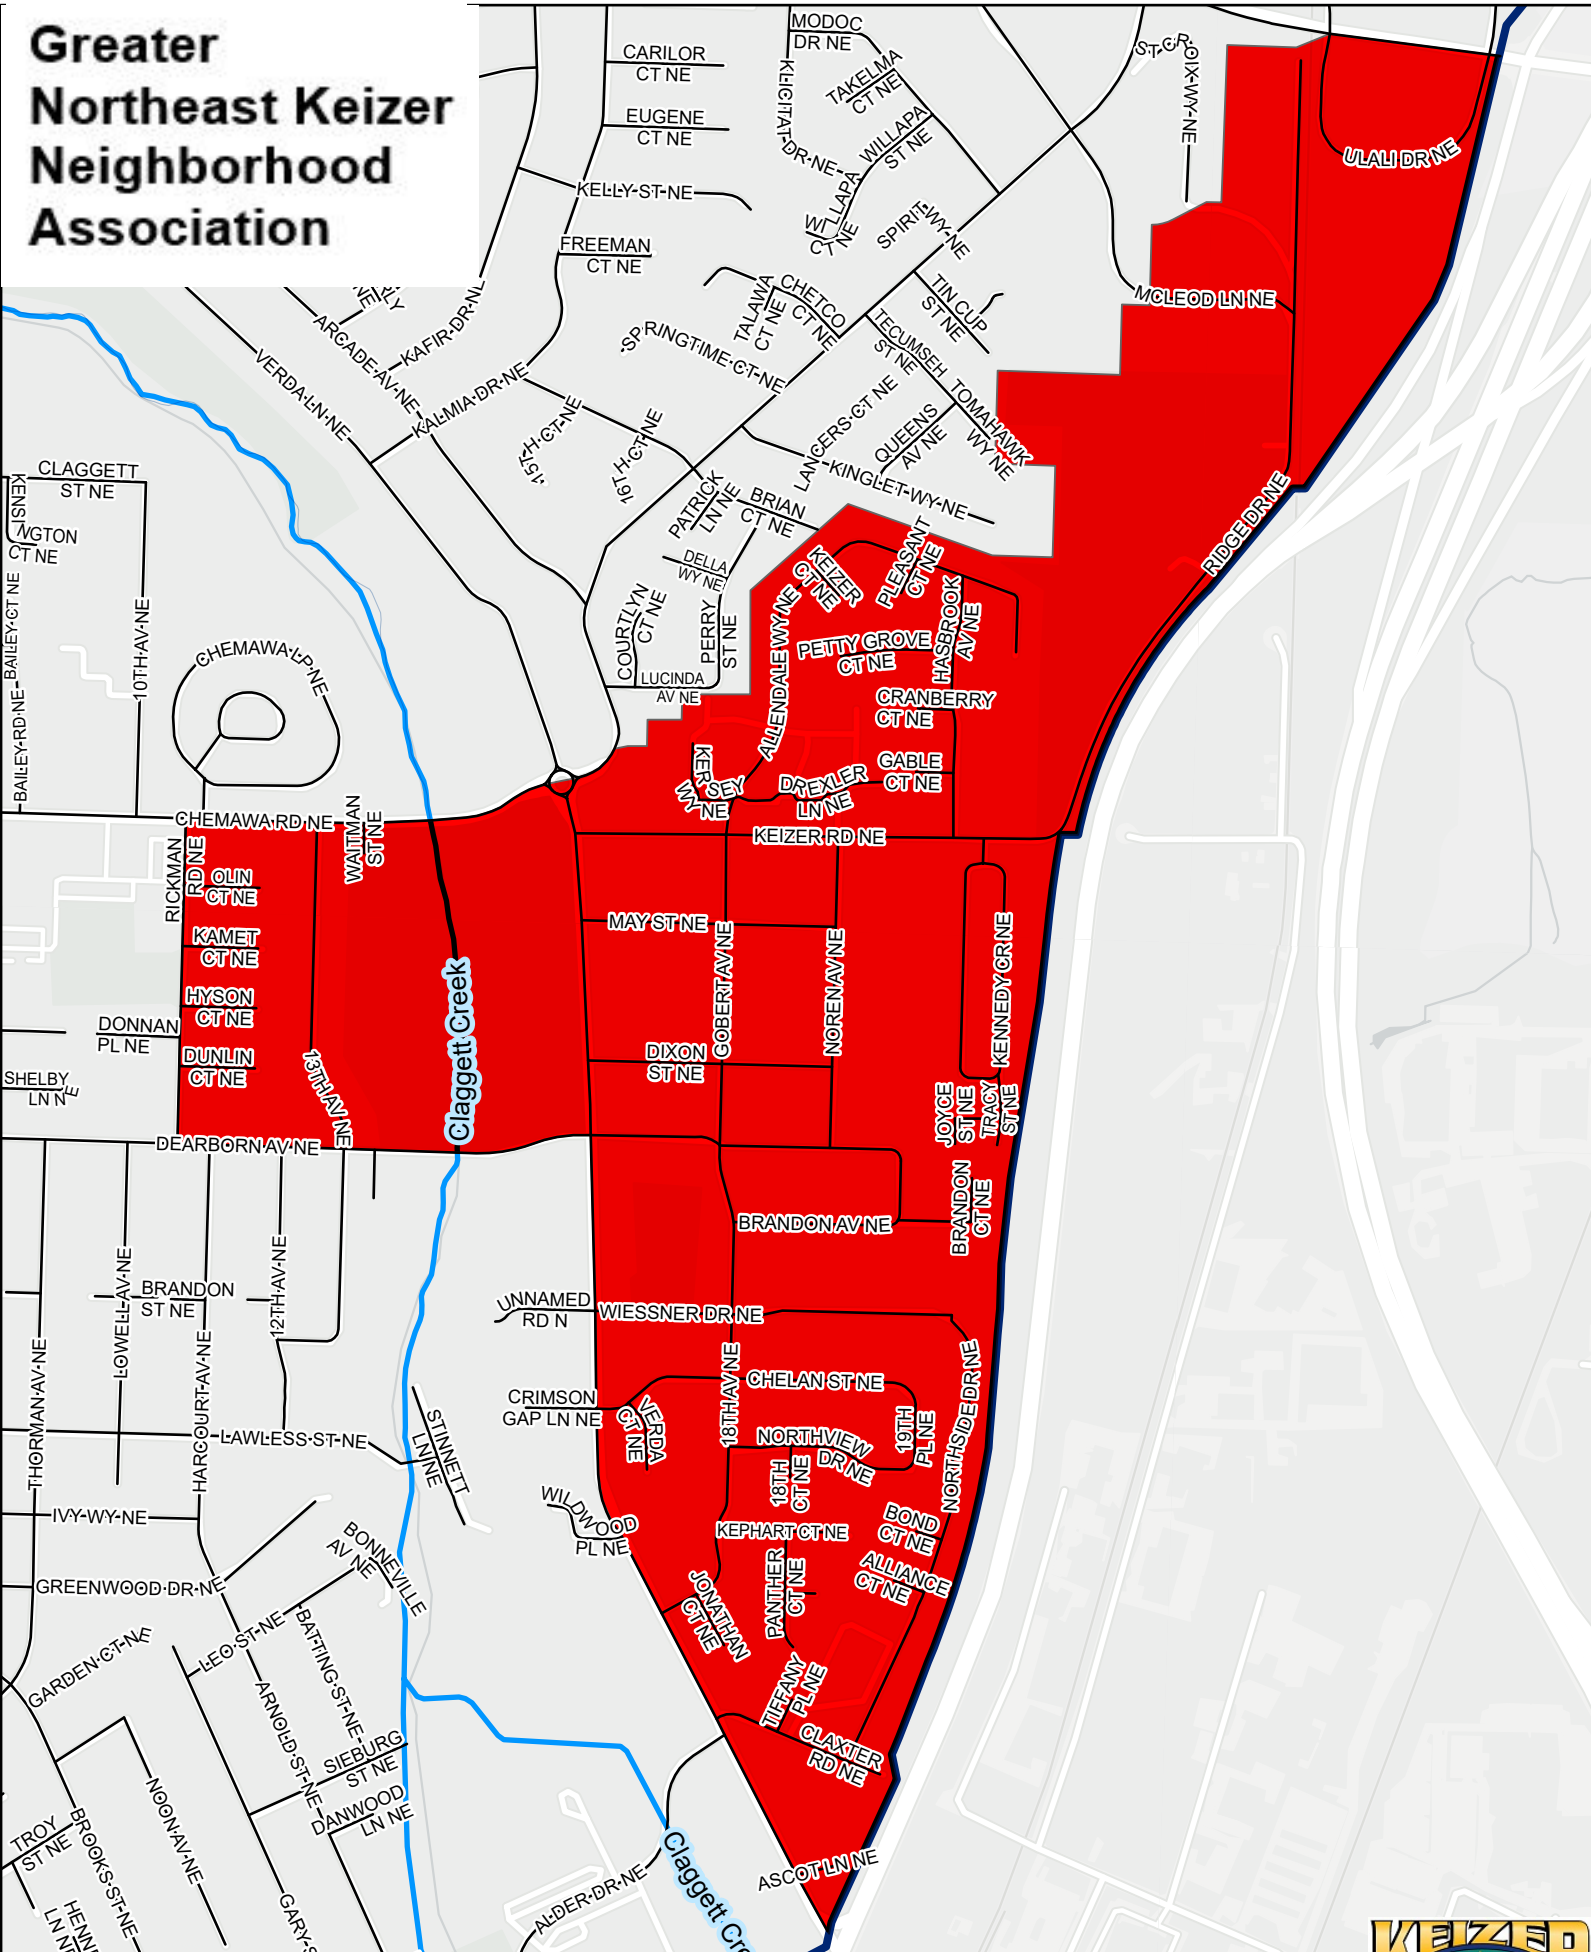 Greater
Northeast Keizer
Neighborhood
Association
MODOC
DR NE
CARILOR
CT NE
TAKELMA
CT NE
ST CROIX WY NE
KLICITAT DR NE
EUGENE
CT NE
WILLAPA
ST NE
ULALI DR NE
KELLY ST NE
WILLAPA
CT NE
SPIRIT WY NE
FREEMAN
CT NE
TALAWA
CT NE
CHETCO
CT NE
TIN CUP
ST NE
MCLEOD LN NE
KAFIR DR NE
ARCADE AV NE
VERDA LN NE
SPRINGTIME CT NE
TECUMSEH
ST NE
KALMIA DR NE
TOMAHAWK
WY NE
LANCERS CT NE
QUEENS
AV NE
15TH CT NE
16TH CT NE
KINGLET WY NE
CLAGGETT
ST NE
PATRICK
LN NE
BRIAN
CT NE
RIDGE DR NE
DELLA
WY NE
KEIZER
CT NE
PLEASANT
CT NE
BAILEY CT NE
BAILEY RD NE
10TH AV NE
CHEMAWA LP NE
COURTLYN
CT NE
PERRY
ST NE
ALLENDALE WY NE
HASBROOK
AV NE
PETTY GROVE
CT NE
LUCINDA
AV NE
CRANBERRY
CT NE
KERSEY
WY NE
DREXLER
LN NE
GABLE
CT NE
CHEMAWA RD NE
KEIZER RD NE
WAITMAN
ST NE
RICKMAN
RD NE
OLIN
CT NE
MAY ST NE
KAMET
CT NE
GOBERT AV NE
NOREN AV NE
KENNEDY CR NE
HYSON
CT NE
Claggett Creek
DONNAN
PL NE
DUNLIN
CT NE
DIXON
ST NE
13TH AV NE
SHELBY
LN NE
JOYCE
ST NE
TRACY
ST NE
DEARBORN AV NE
BRANDON AV NE
BRANDON
CT NE
BRANDON
ST NE
LOWELL AV NE
12TH AV NE
UNNAMED
RD N
WIESSNER DR NE
THORMAN AV NE
HARCOURT AV NE
18TH AV NE
CHELAN ST NE
NORTHSIDE DR NE
CRIMSON
GAP LN NE
VERDA
CT NE
19TH
PL NE
LAWLESS ST NE
STINNETT
LN NE
NORTHVIEW
DR NE
18TH
CT NE
IVY WY NE
WILDWOOD
PL NE
BOND
CT NE
KEPHART CT NE
BONNEVILLE
AV NE
GREENWOOD DR NE
ALLIANCE
CT NE
PANTHER
CT NE
JONATHAN
CT NE
LEO ST NE
BATTING ST NE
GARDEN CT NE
ARNOLD ST NE
TIFFANY
PL NE
CLAXTER
RD NE
SIEBURG
ST NE
NOON AV NE
DANWOOD
LN NE
TROY
ST NE
BROOKS ST NE
ASCOT LN NE
ALDER DR NE
Claggett Cre
GARY S
HENN
LN NE
KEIZER